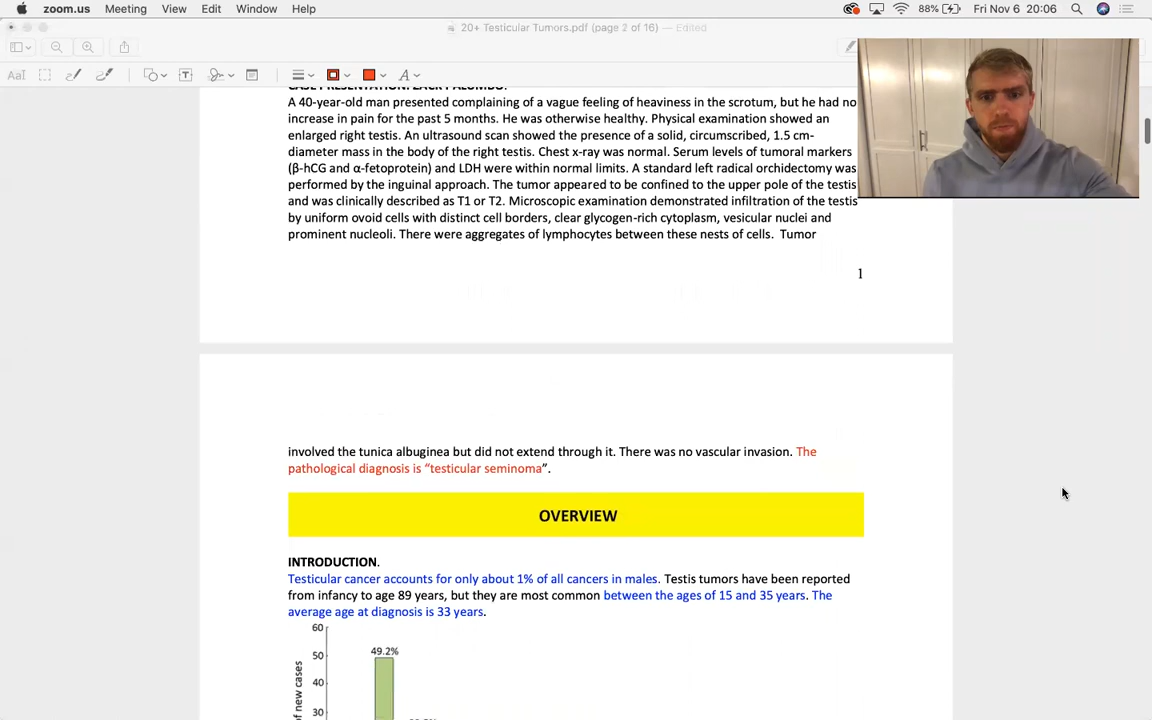 zoom.us Meeting View Edit Window Help 88% Fri Nov 6 20:06
20+ Testicular Tumors.pdf (page 2 of 16) — Edited
CASE PRESENTATION: ZACK PALOMBO.
A 40-year-old man presented complaining of a vague feeling of heaviness in the scrotum, but he had no
increase in pain for the past 5 months. He was otherwise healthy. Physical examination showed an
enlarged right testis. An ultrasound scan showed the presence of a solid, circumscribed, 1.5 cm-
diameter mass in the body of the right testis. Chest x-ray was normal. Serum levels of tumoral markers
(β-hCG and α-fetoprotein) and LDH were within normal limits. A standard left radical orchidectomy was
performed by the inguinal approach. The tumor appeared to be confined to the upper pole of the testis
and was clinically described as T1 or T2. Microscopic examination demonstrated infiltration of the testis
by uniform ovoid cells with distinct cell borders, clear glycogen-rich cytoplasm, vesicular nuclei and
prominent nucleoli. There were aggregates of lymphocytes between these nests of cells. Tumor
1
involved the tunica albuginea but did not extend through it. There was no vascular invasion. The
pathological diagnosis is “testicular seminoma”.
OVERVIEW
INTRODUCTION.
Testicular cancer accounts for only about 1% of all cancers in males. Testis tumors have been reported
from infancy to age 89 years, but they are most common between the ages of 15 and 35 years. The
average age at diagnosis is 33 years.
60
49.2%
50
40
30
of new cases